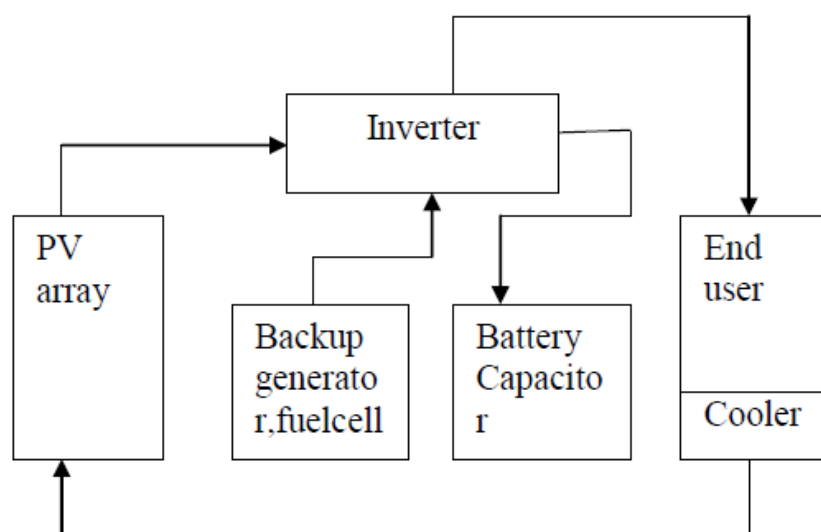 Inverter
PV
array
End
user
Backup
generato
r,fuelcell
Battery
Capacito
r
Cooler